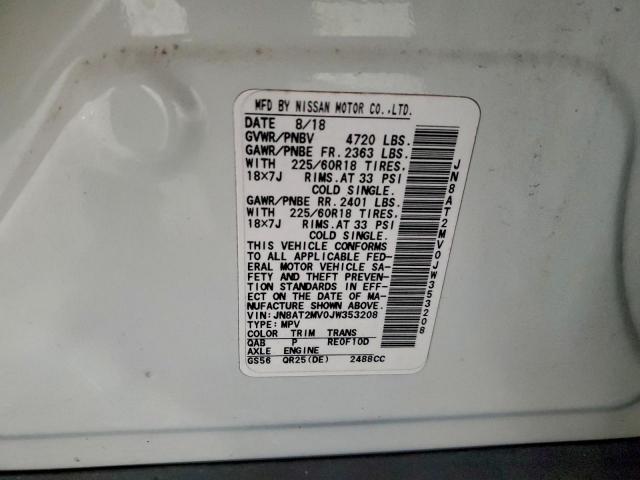 MFD BY NISSAN MOTOR CO.,LTD.
DATE 8/18
GVWR/PNBV 4720 LBS.
GAWR/PNBE FR. 2363 LBS.
WITH 225/60R18 TIRES,
18X7J RIMS.AT 33 PSI
COLD SINGLE.
GAWR/PNBE RR. 2401 LBS.
WITH 225/60R18 TIRES,
18X7J RIMS.AT 33 PSI
COLD SINGLE.
THIS VEHICLE CONFORMS
TO ALL APPLICABLE FED-
ERAL MOTOR VEHICLE SA-
FETY AND THEFT PREVEN-
TION STANDARDS IN EFF-
ECT ON THE DATE OF MA-
NUFACTURE SHOWN ABOVE.
VIN: JN8AT2MV0JW353208
TYPE: MPV
COLOR TRIM TRANS
QAB P RE0F10D
AXLE ENGINE
GS56 QR25(DE) 2488CC
JN8AT2MV0JW353208